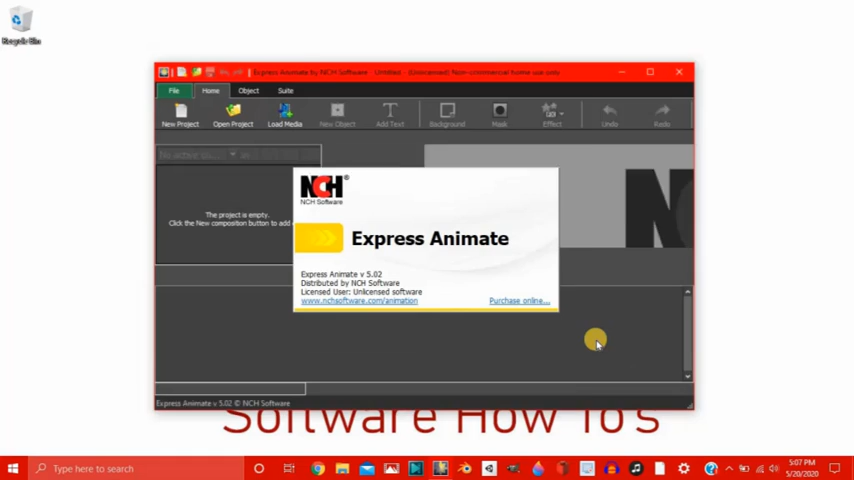 Recycle Bin
Express Animate by NCH Software - Untitled - (Unlicensed) Non-commercial home use only
File Home Object Suite
New Project Open Project Load Media New Object Add Text Background Mask Effect Undo Redo
The project is empty.
Click the New composition button to add
NCH®
NCH Software
Express Animate
Express Animate v 5.02
Distributed by NCH Software
Licensed User: Unlicensed software
www.nchsoftware.com/animation Purchase online...
Express Animate v 5.02 © NCH Software
Software How To's
Type here to search
5:07 PM
5/20/2020